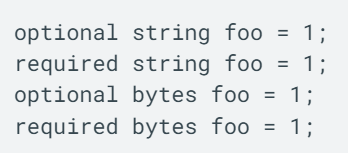 optional string foo = 1;
required string foo = 1;
optional bytes foo = 1;
required bytes foo = 1;